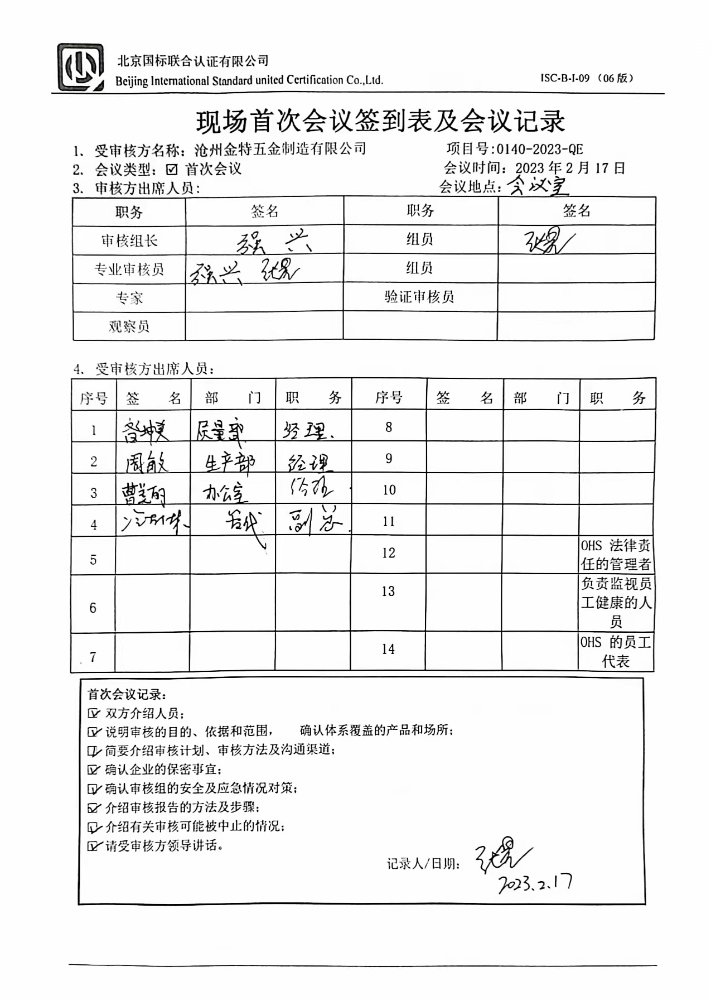 北京国标联合认证有限公司
Beijing International Standard united Certification Co.,Ltd.
ISC-B-I-09（06版）
现场首次会议签到表及会议记录
1. 受审核方名称：沧州金特五金制造有限公司 项目号:0140-2023-QE
2. 会议类型：☑ 首次会议 会议时间：2023 年 2 月 17 日
3. 审核方出席人员： 会议地点：会议室
职务 签名 职务 签名
审核组长 强兴 组员
专业审核员 强兴 组员
专家 验证审核员
观察员
4. 受审核方出席人员：
序号 签 名 部 门 职 务 序号 签 名 部 门 职 务
1 质量部 经理 8
2 周敏 生产部 经理 9
3 办公室 经理 10
4 管代 副总 11
5 12 OHS 法律责
任的管理者
6 13 负责监视员
工健康的人
员
7 14 OHS 的员工
代表
首次会议记录：
☑ 双方介绍人员；
☑ 说明审核的目的、依据和范围， 确认体系覆盖的产品和场所；
☑ 简要介绍审核计划、审核方法及沟通渠道；
☑ 确认企业的保密事宜；
☑ 确认审核组的安全及应急情况对策；
☑ 介绍审核报告的方法及步骤；
☑ 介绍有关审核可能被中止的情况；
☑ 请受审核方领导讲话。
记录人/日期：
2023.2.17